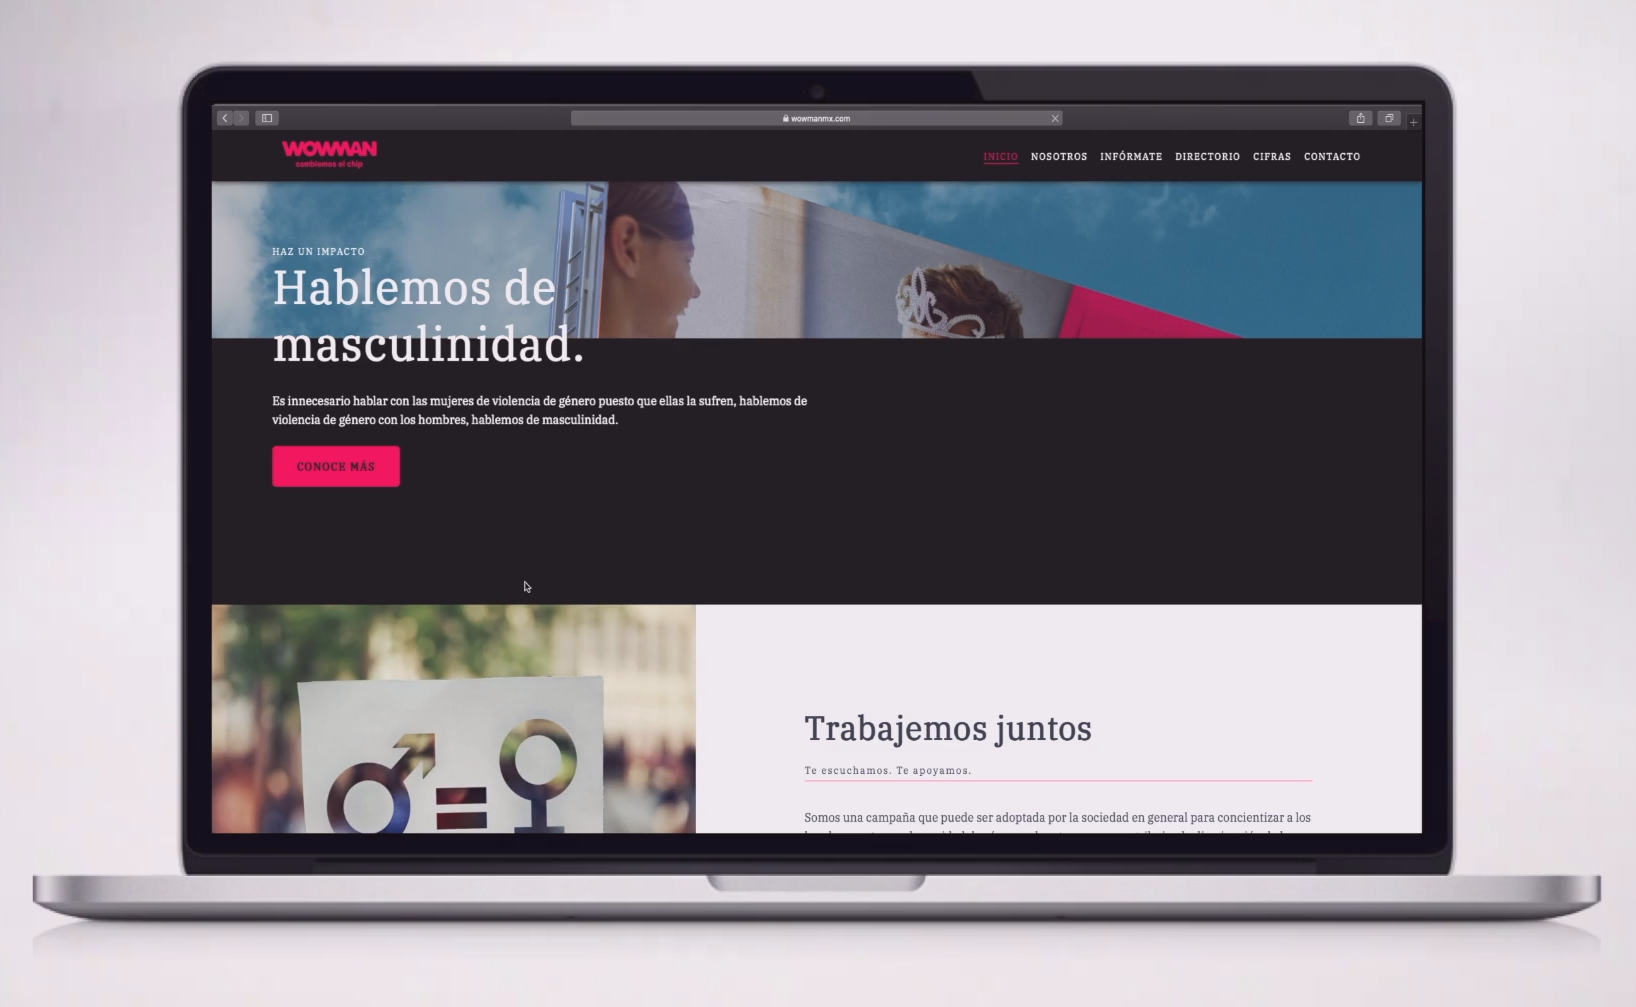 wowmanmx.com
WOWMAN
cambiemos el chip
INICIO NOSOTROS INFÓRMATE DIRECTORIO CIFRAS CONTACTO
HAZ UN IMPACTO
Hablemos de
masculinidad.
Es innecesario hablar con las mujeres de violencia de género puesto que ellas la sufren, hablemos de
violencia de género con los hombres, hablemos de masculinidad.
CONOCE MÁS
Trabajemos juntos
Te escuchamos. Te apoyamos.
Somos una campaña que puede ser adoptada por la sociedad en general para concientizar a los